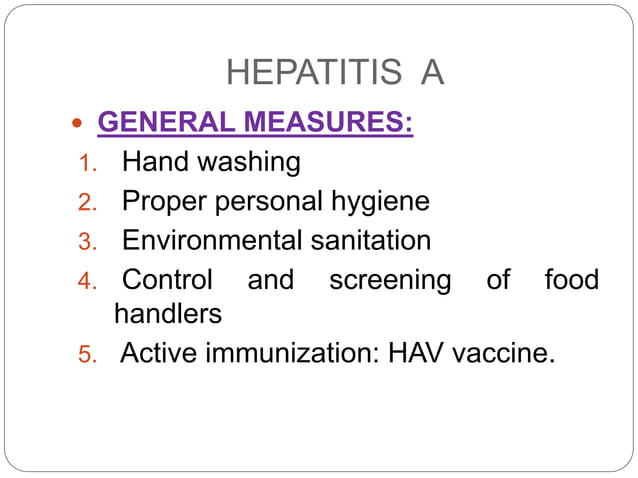 HEPATITIS A
• GENERAL MEASURES:
1. Hand washing
2. Proper personal hygiene
3. Environmental sanitation
4. Control and screening of food
handlers
5. Active immunization: HAV vaccine.